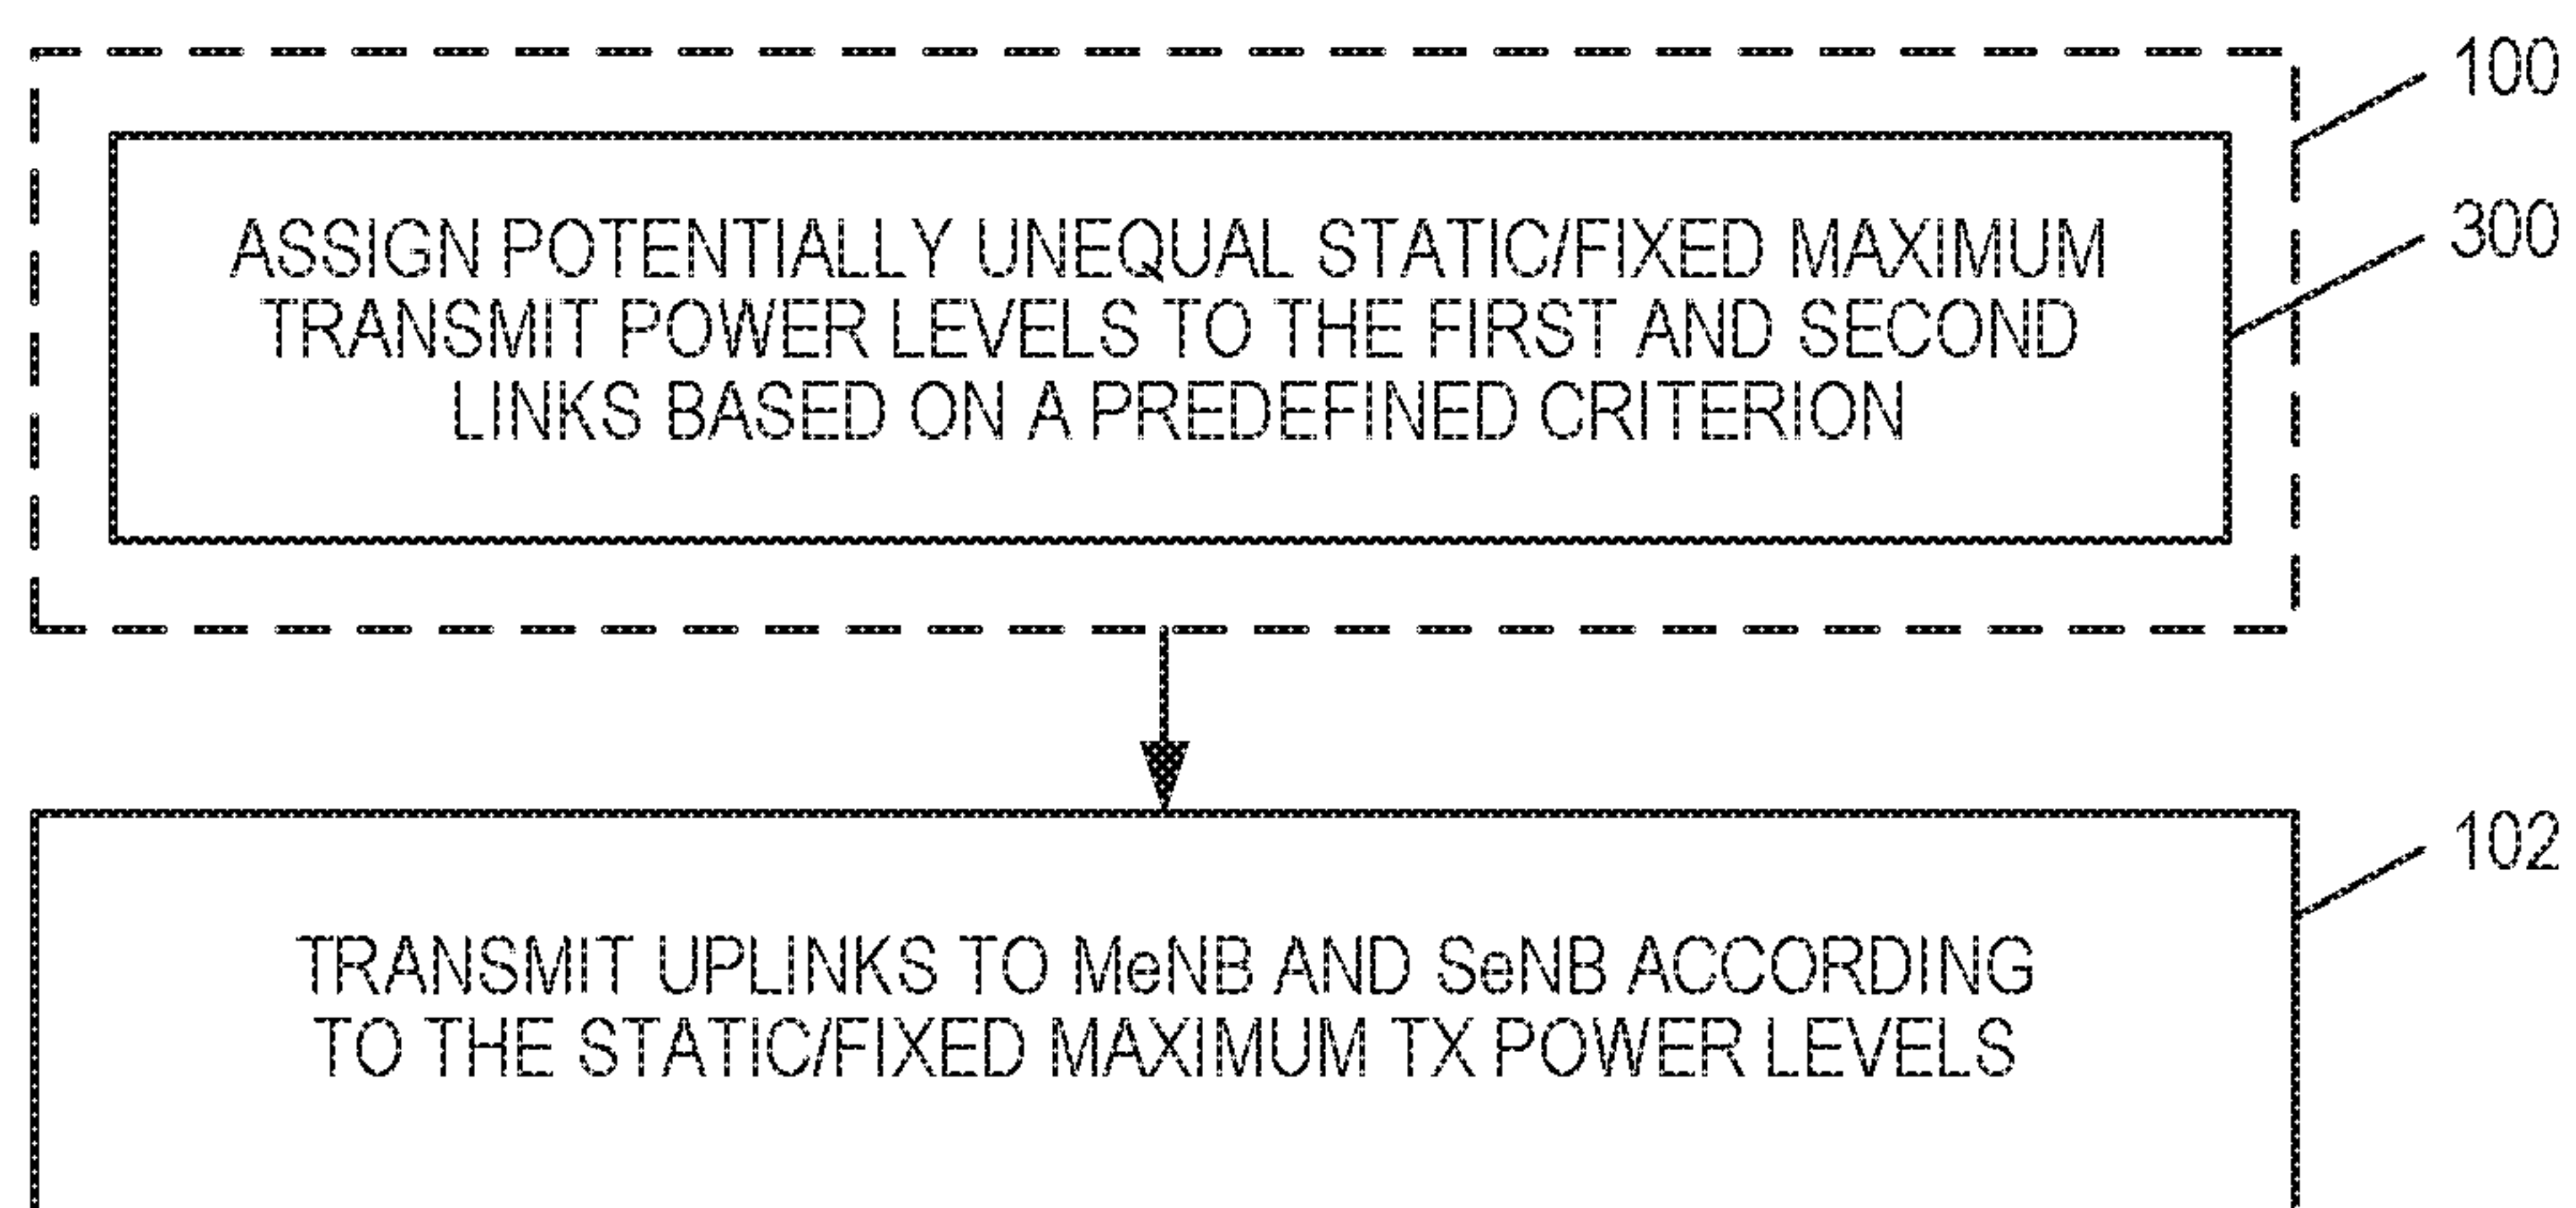 100
300
ASSIGN POTENTIALLY UNEQUAL STATIC/FIXED MAXIMUM
TRANSMIT POWER LEVELS TO THE FIRST AND SECOND
LINKS BASED ON A PREDEFINED CRITERION
102
TRANSMIT UPLINKS TO MeNB AND SeNB ACCORDING
TO THE STATIC/FIXED MAXIMUM TX POWER LEVELS